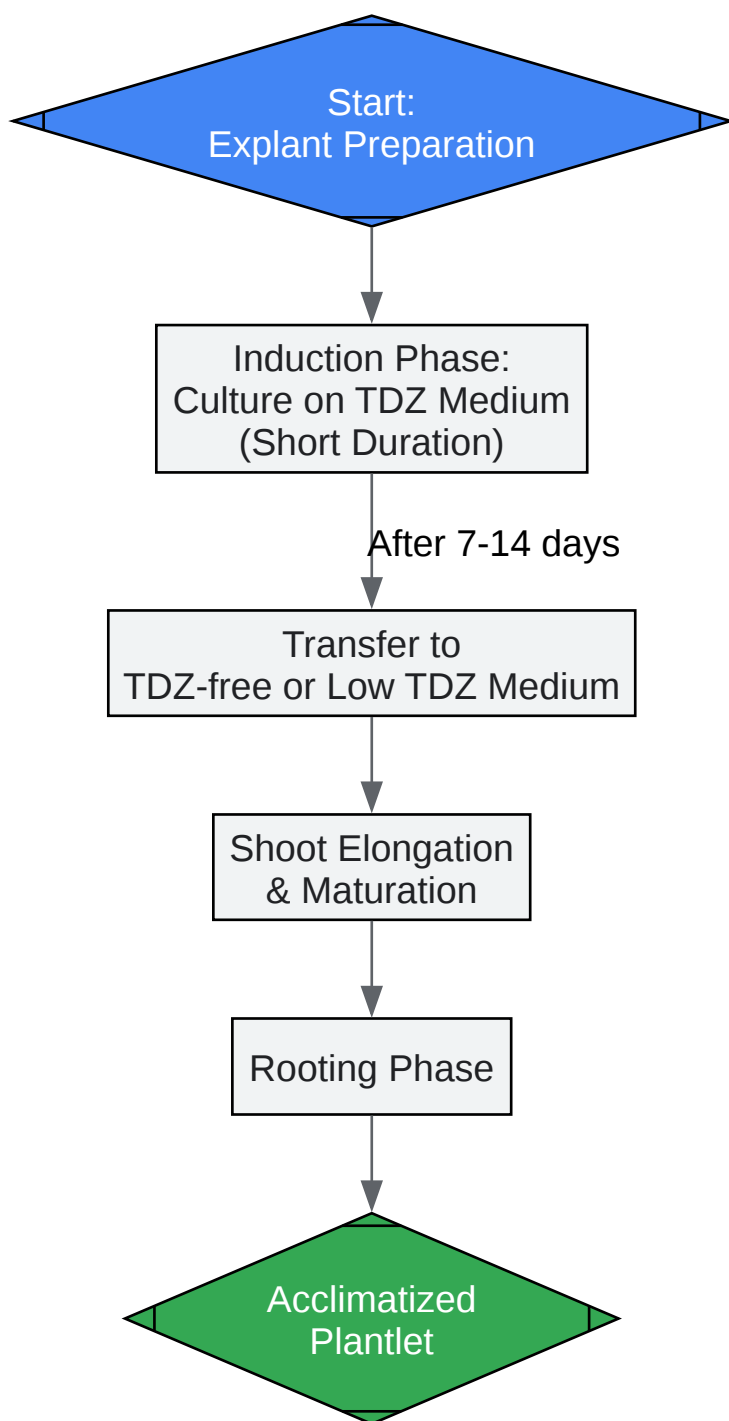 Start:
Explant Preparation
Induction Phase:
Culture on TDZ Medium
(Short Duration)
After 7-14 days
Transfer to
TDZ-free or Low TDZ Medium
Shoot Elongation
& Maturation
Rooting Phase
Acclimatized
Plantlet